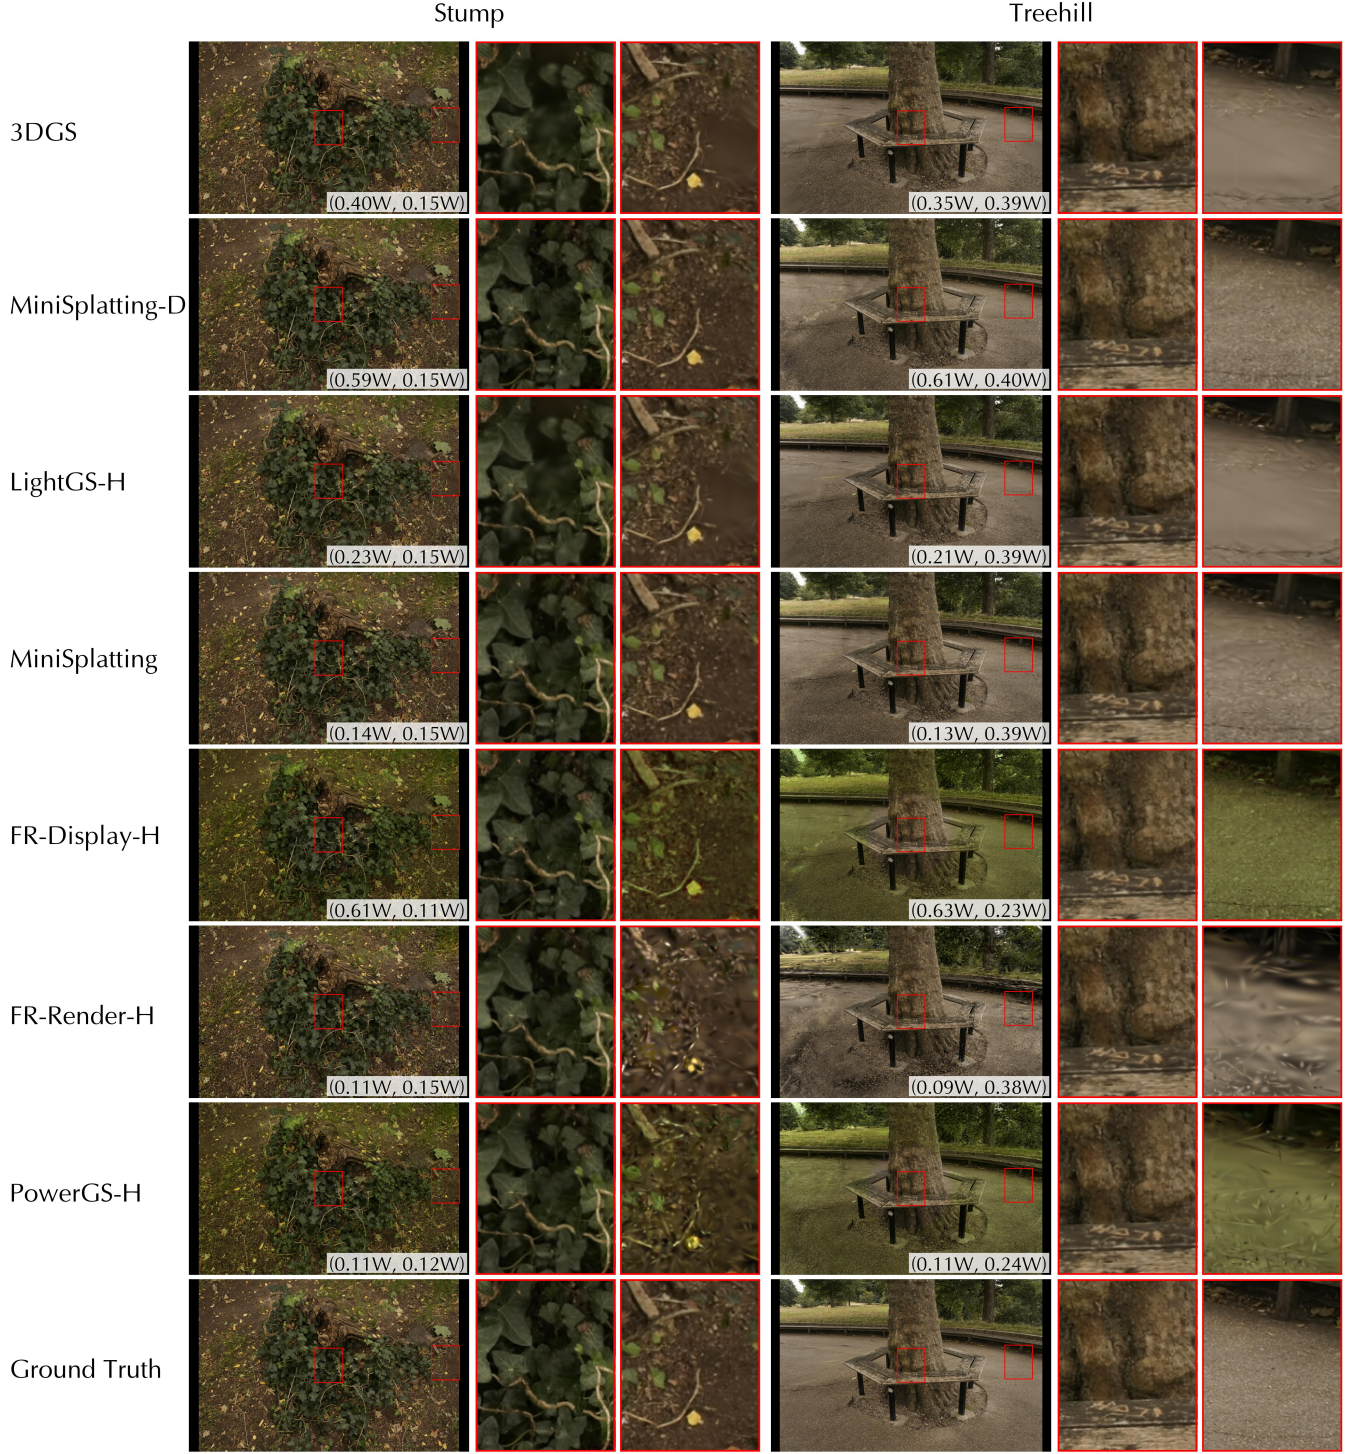 Stump Treehill
3DGS
(0.40W, 0.15W) (0.35W, 0.39W)
MiniSplatting-D
(0.59W, 0.15W) (0.61W, 0.40W)
LightGS-H
(0.23W, 0.15W) (0.21W, 0.39W)
MiniSplatting
(0.14W, 0.15W) (0.13W, 0.39W)
FR-Display-H
(0.61W, 0.11W) (0.63W, 0.23W)
FR-Render-H
(0.11W, 0.15W) (0.09W, 0.38W)
PowerGS-H
(0.11W, 0.12W) (0.11W, 0.24W)
Ground Truth